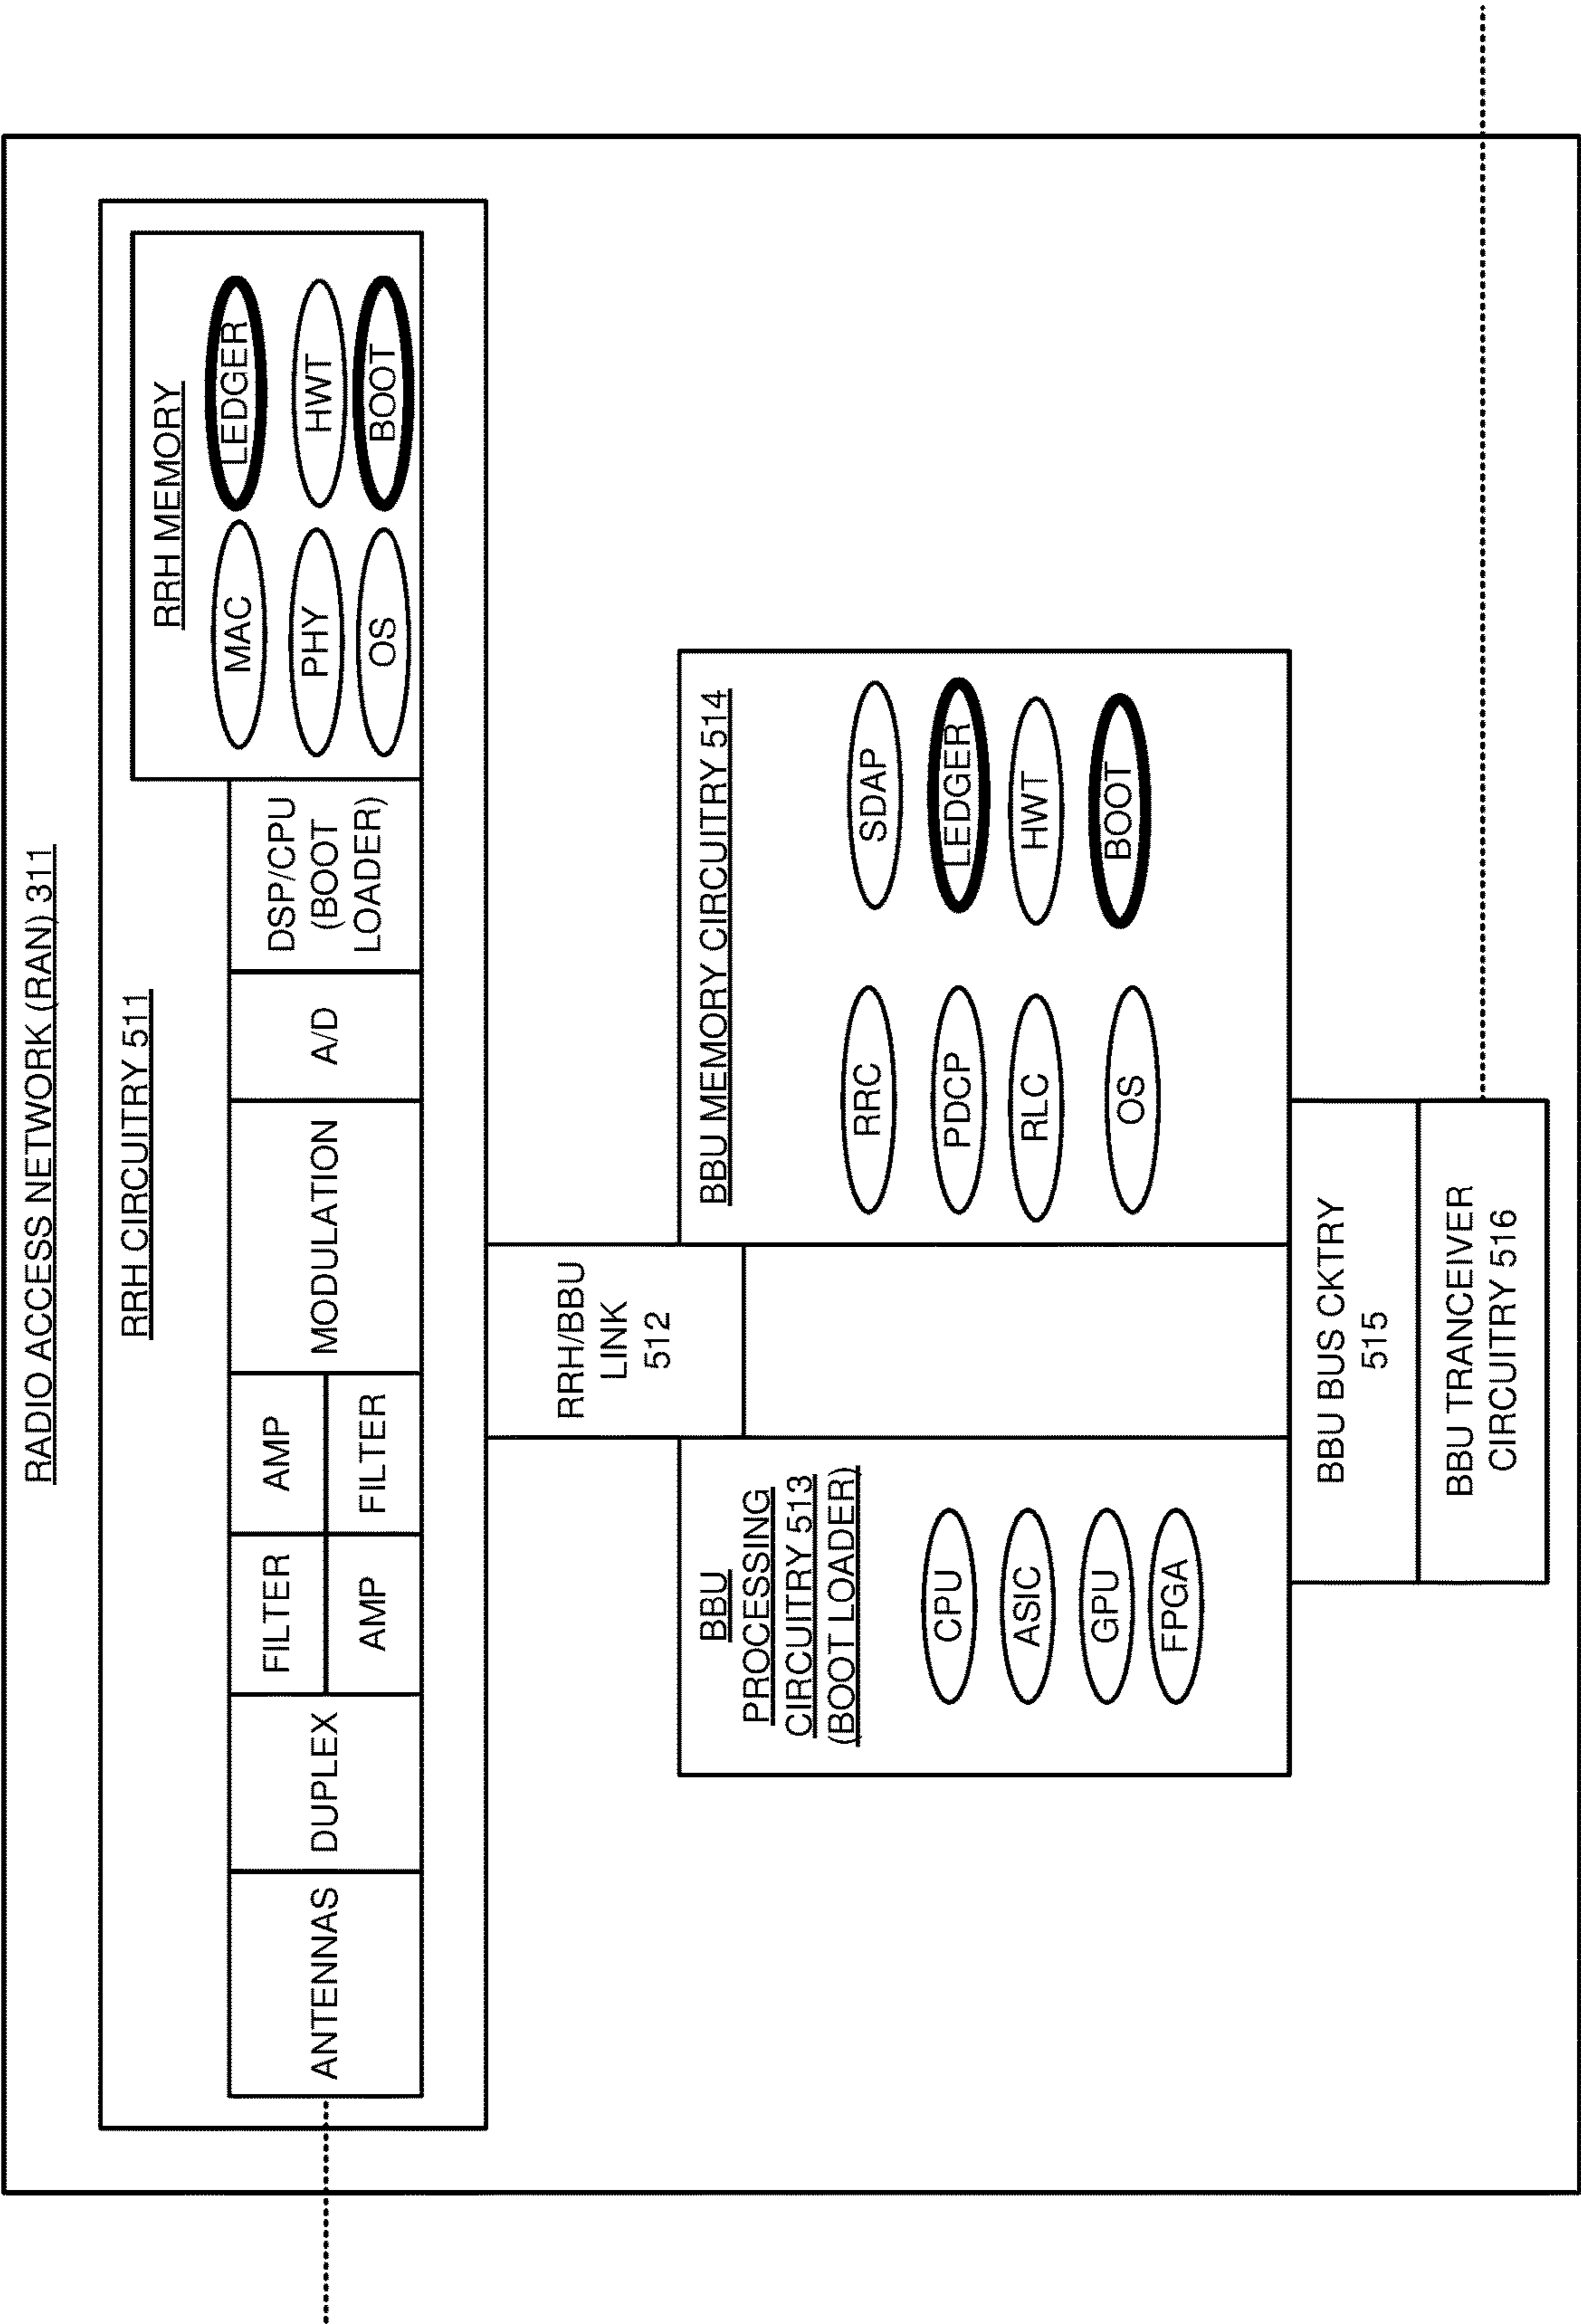 RADIO ACCESS NETWORK (RAN) 311
RRH CIRCUITRY 511
ANTENNAS
DUPLEX
FILTER
AMP
AMP
FILTER
MODULATION
A/D
DSP/CPU
(BOOT
LOADER)
RRH MEMORY
MAC
LEDGER
PHY
HWT
OS
BOOT
RRH/BBU
LINK
512
BBU
PROCESSING
CIRCUITRY 513
(BOOT LOADER)
CPU
ASIC
GPU
FPGA
BBU MEMORY CIRCUITRY 514
RRC
SDAP
PDCP
LEDGER
RLC
HWT
OS
BOOT
BBU BUS CKTRY
515
BBU TRANCEIVER
CIRCUITRY 516